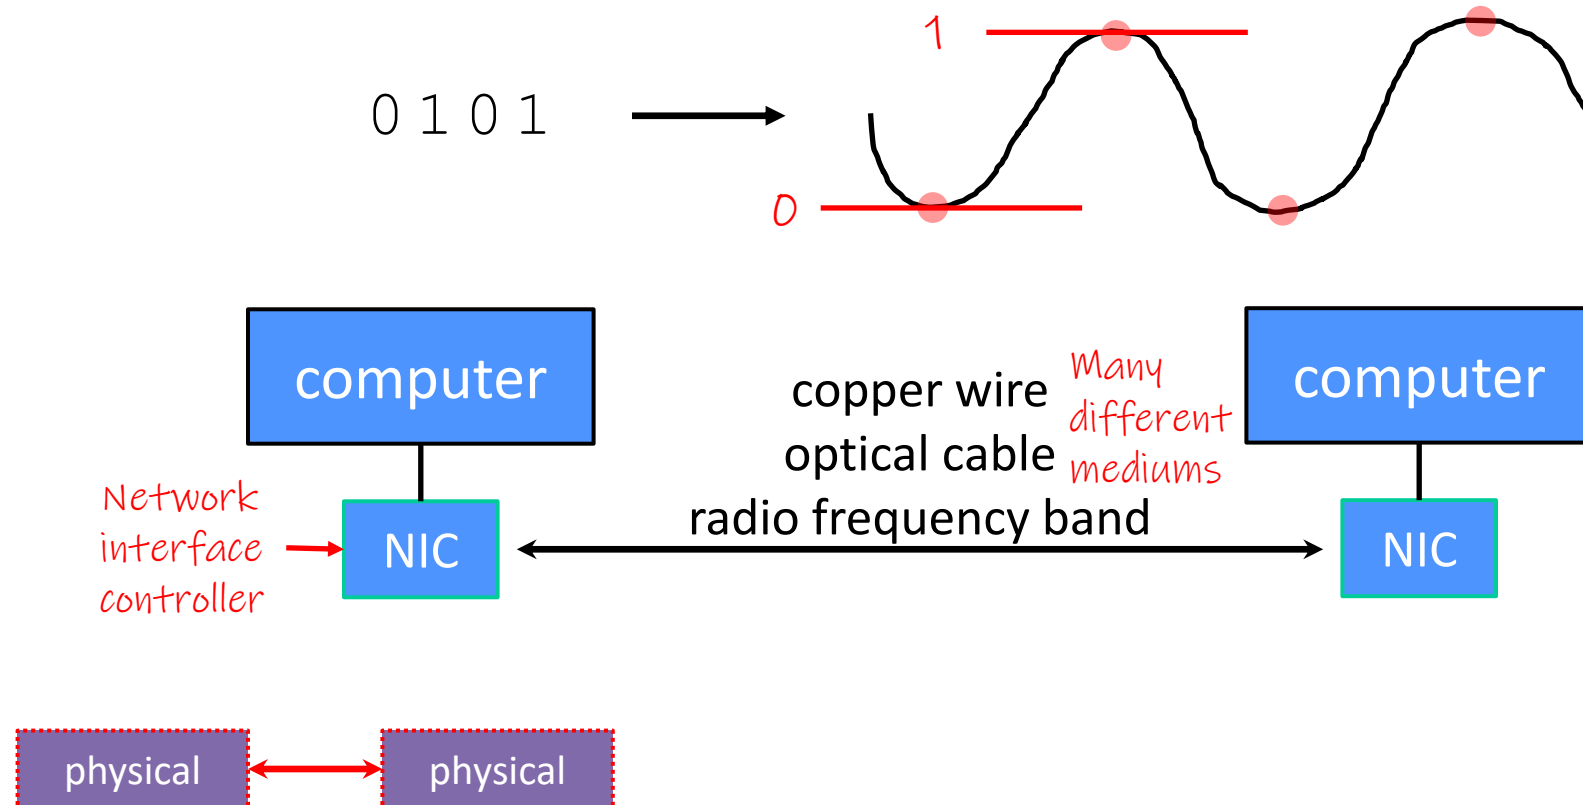 1
0 1 0 1
0
computer
computer
copper wire
optical cable
radio frequency band
Many
different
mediums
Network
interface
controller
NIC
NIC
physical
physical